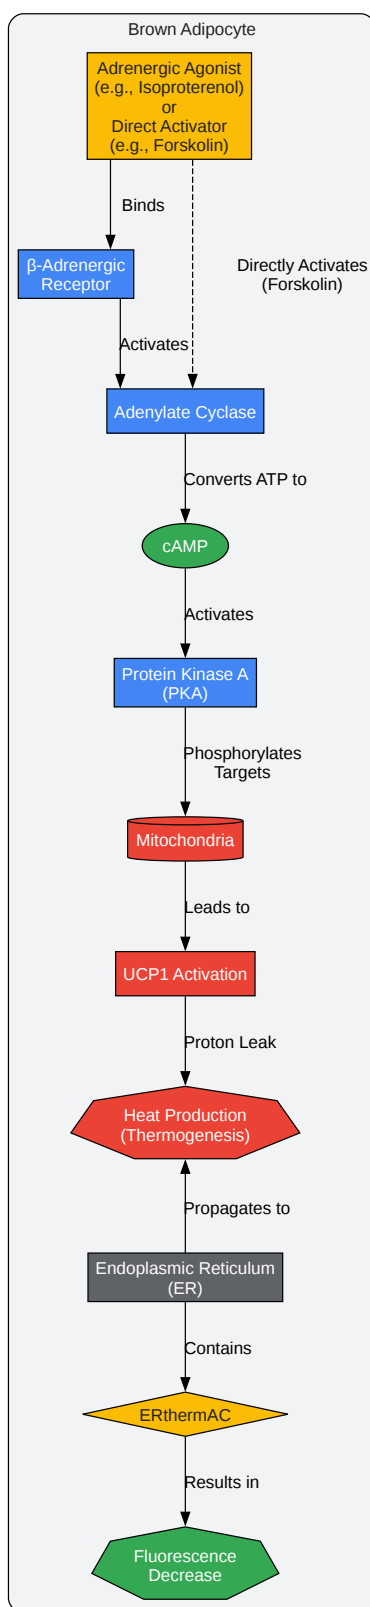 Brown Adipocyte
Adrenergic Agonist
(e.g., Isoproterenol)
or
Direct Activator
(e.g., Forskolin)
Binds
β-Adrenergic
Receptor
Directly Activates
(Forskolin)
Activates
Adenylate Cyclase
Converts ATP to
cAMP
Activates
Protein Kinase A
(PKA)
Phosphorylates
Targets
Mitochondria
Leads to
UCP1 Activation
Proton Leak
Heat Production
(Thermogenesis)
Propagates to
Endoplasmic Reticulum
(ER)
Contains
ERthermAC
Results in
Fluorescence
Decrease